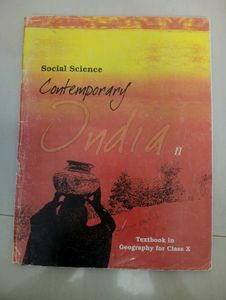 Social Science
Contemporary
India
II
Textbook in
Geography for Class X